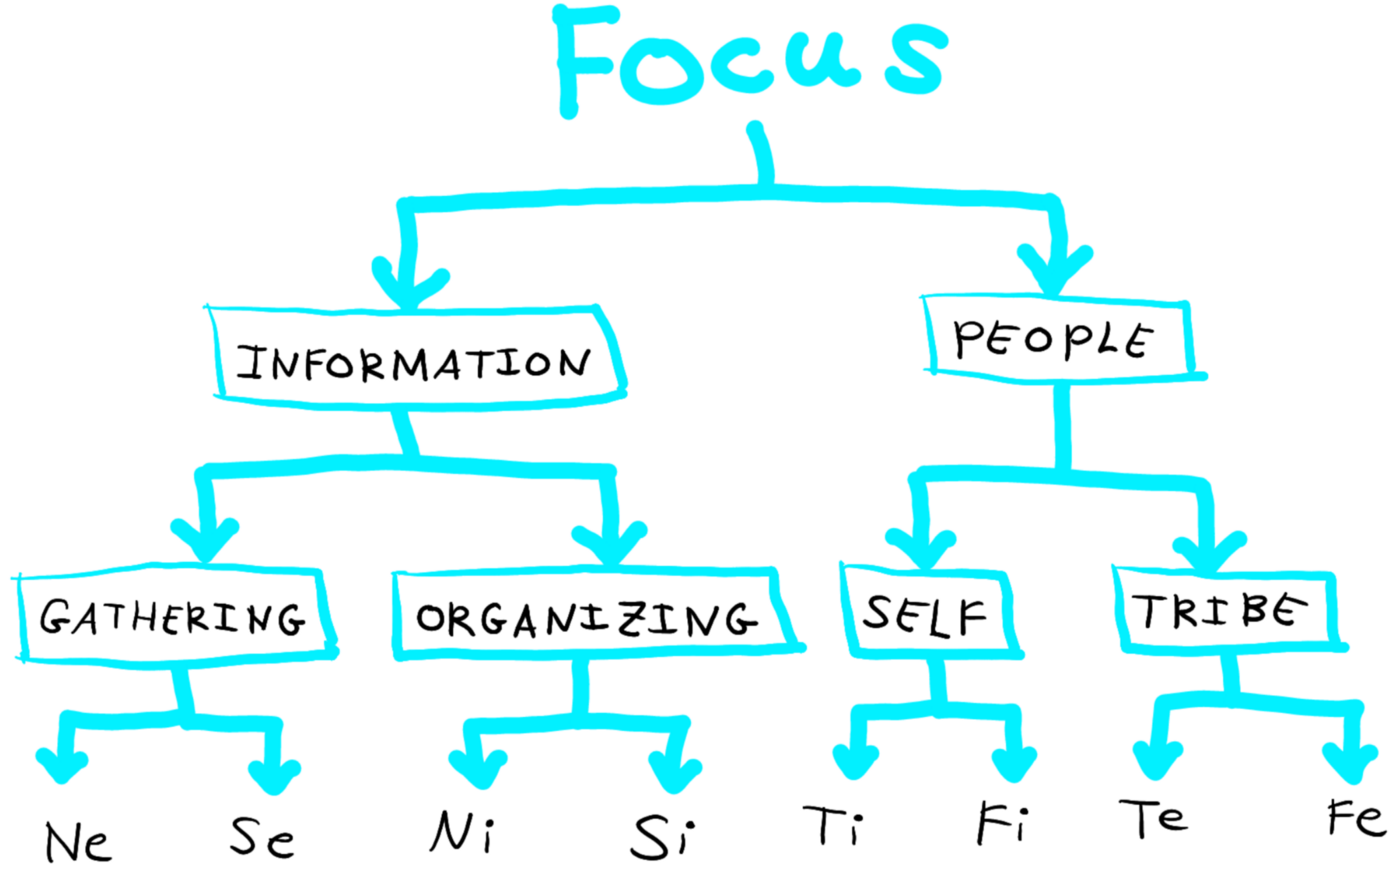 Focus
INFORMATION
PEOPLE
GATHERING
ORGANIZING
SELF
TRIBE
Ne
Se
Ni
Si
Ti
Fi
Te
Fe